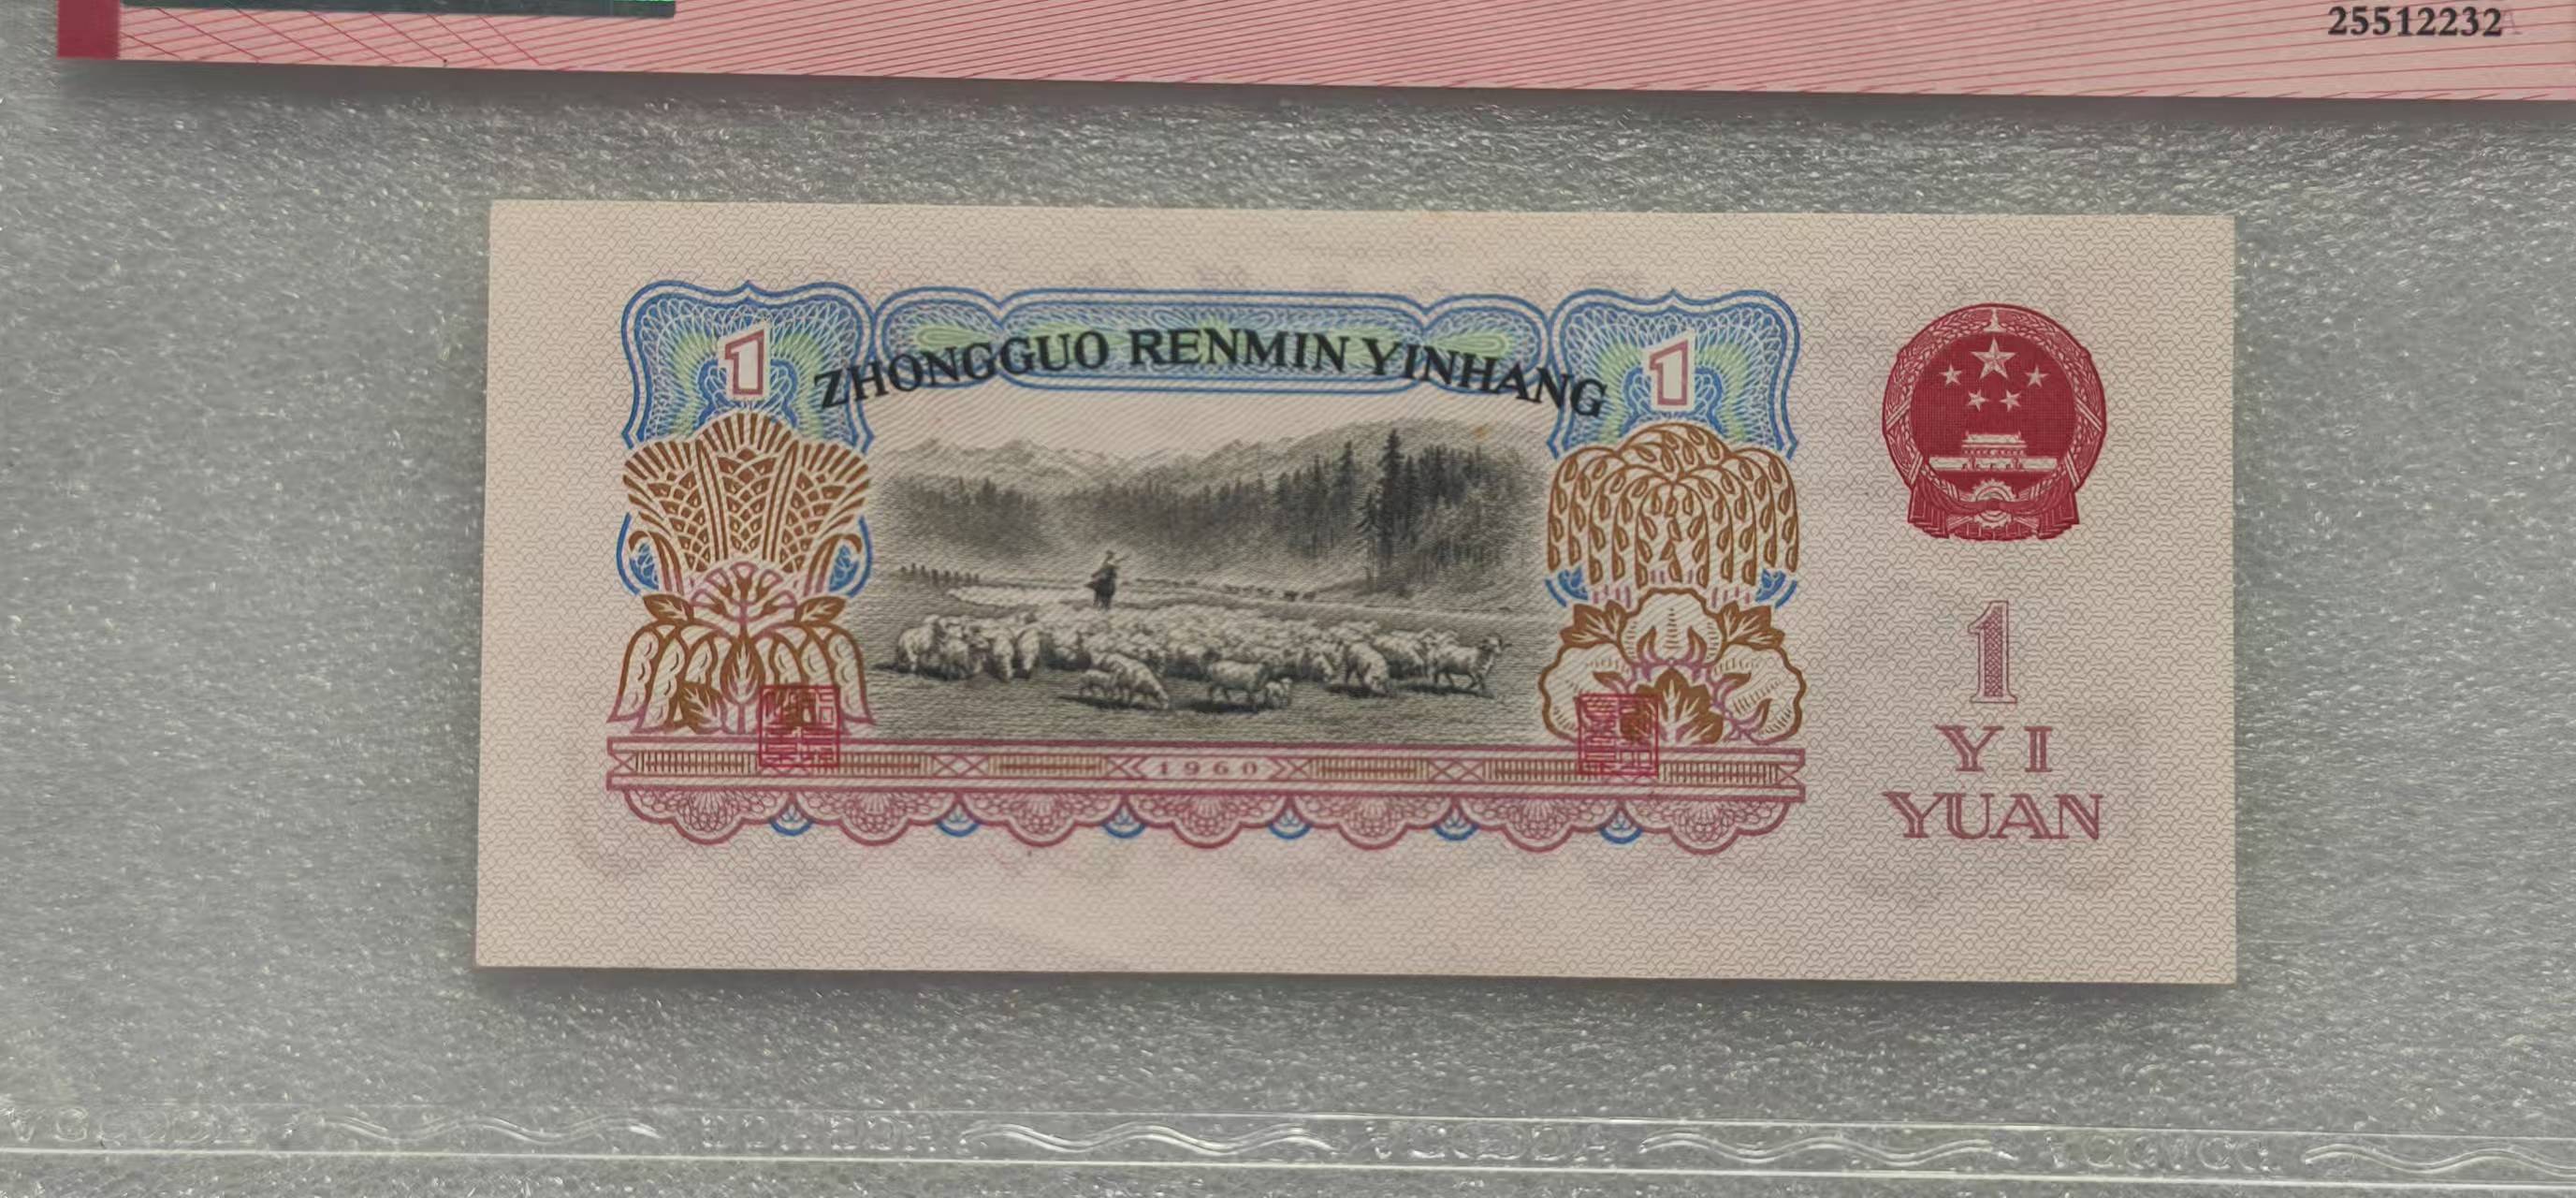 25512232
1
1
ZHONGGUO RENMIN YINHANG
1
YI
YUAN
1960